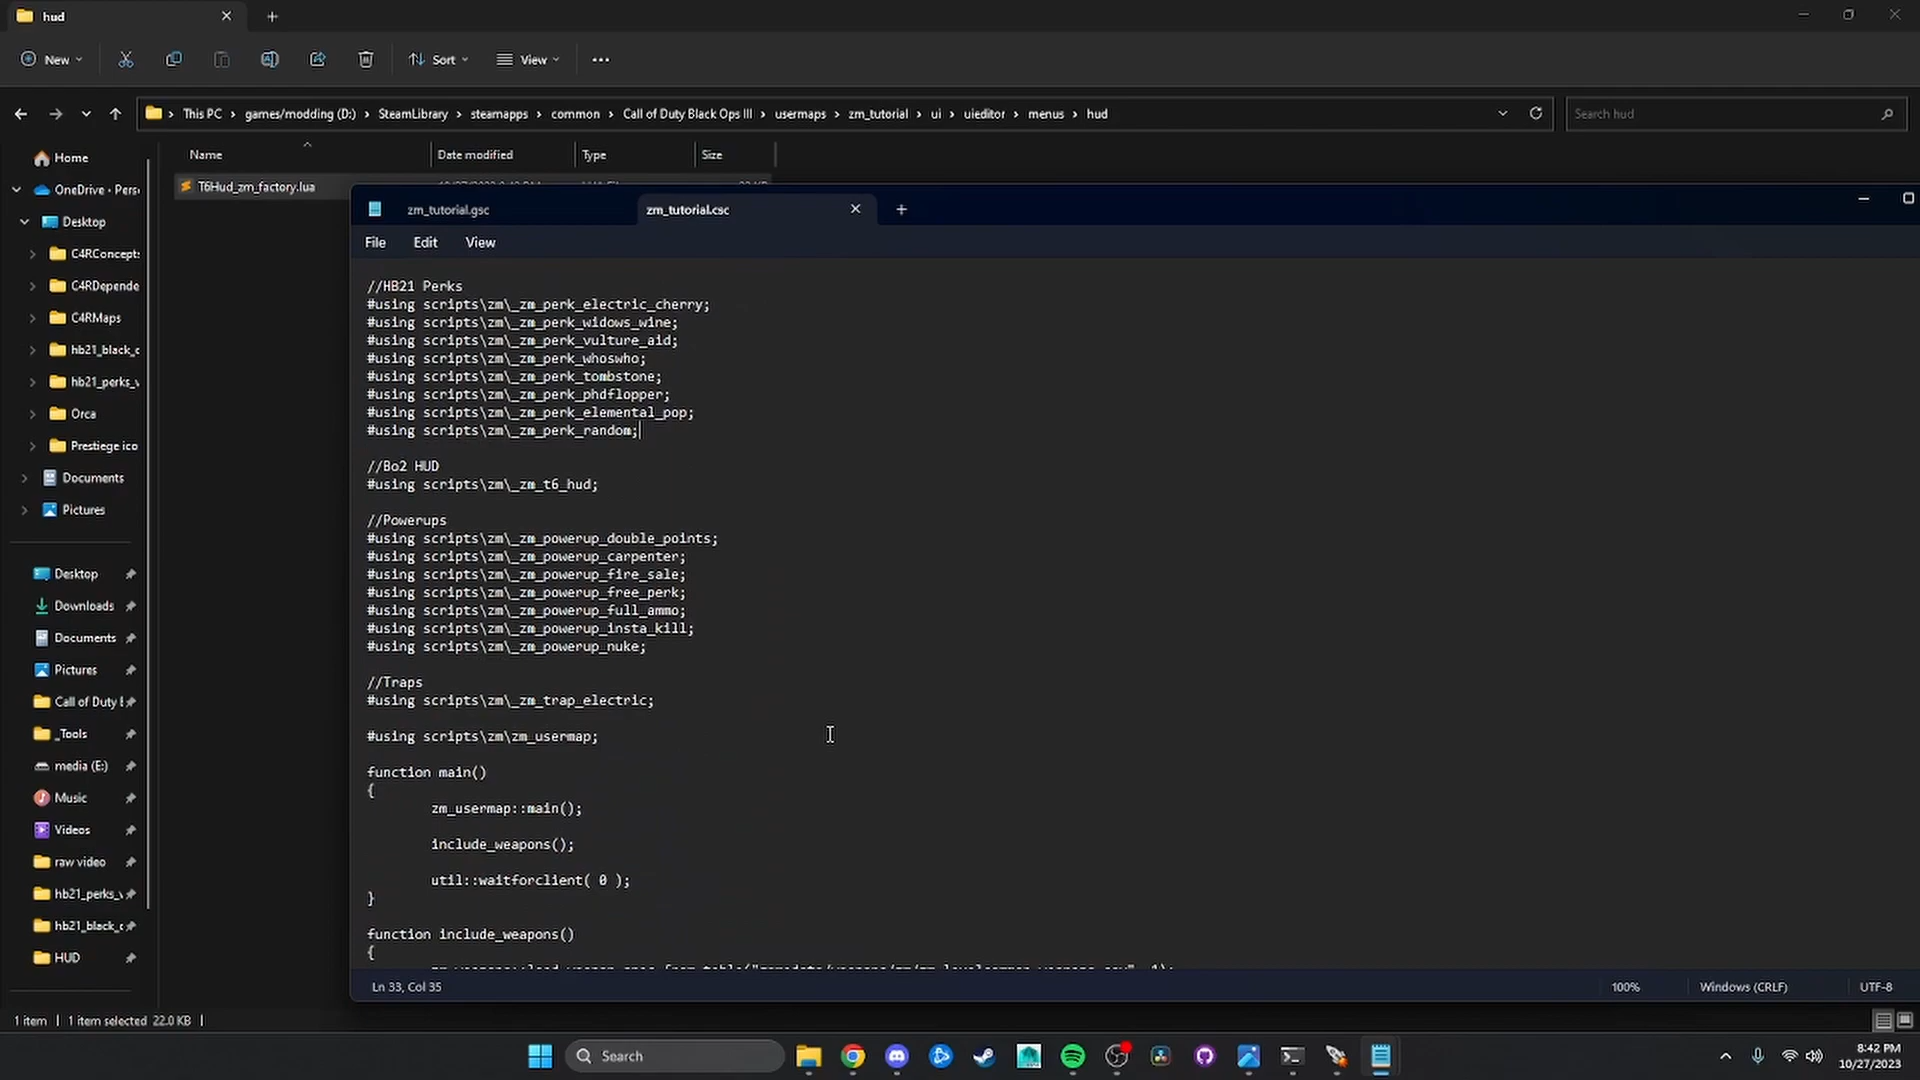 hud
New
Sort
View
This PC > games/modding (D:) > SteamLibrary > steamapps > common > Call of Duty Black Ops III > usermaps > zm_tutorial > ui > uieditor > menus > hud
Search hud
Name
Date modified
Type
Size
Home
OneDrive - Pers
Desktop
C4RConcept:
C4RDepende
C4RMaps
hb21_black_c
hb21_perks_v
Orca
Prestiege ico
Documents
Pictures
Desktop
Downloads
Documents
Pictures
Call of Duty B
_Tools
media (E:)
Music
Videos
raw video
hb21_perks_v
hb21_black_c
HUD
T6Hud_zm_factory.lua
zm_tutorial.gsc
zm_tutorial.csc
File
Edit
View
//HB21 Perks
#using scripts\zm\_zm_perk_electric_cherry;
#using scripts\zm\_zm_perk_widows_wine;
#using scripts\zm\_zm_perk_vulture_aid;
#using scripts\zm\_zm_perk_whoswho;
#using scripts\zm\_zm_perk_tombstone;
#using scripts\zm\_zm_perk_phdflopper;
#using scripts\zm\_zm_perk_elemental_pop;
#using scripts\zm\_zm_perk_random;
//Bo2 HUD
#using scripts\zm\_zm_t6_hud;
//Powerups
#using scripts\zm\_zm_powerup_double_points;
#using scripts\zm\_zm_powerup_carpenter;
#using scripts\zm\_zm_powerup_fire_sale;
#using scripts\zm\_zm_powerup_free_perk;
#using scripts\zm\_zm_powerup_full_ammo;
#using scripts\zm\_zm_powerup_insta_kill;
#using scripts\zm\_zm_powerup_nuke;
//Traps
#using scripts\zm\_zm_trap_electric;
#using scripts\zm\zm_usermap;
function main()
{
zm_usermap::main();
include_weapons();
util::waitforclient( 0 );
}
function include_weapons()
{
Ln 33, Col 35
100%
Windows (CRLF)
UTF-8
1 item
1 item selected 22.0 KB
Search
8:42 PM
10/27/2023